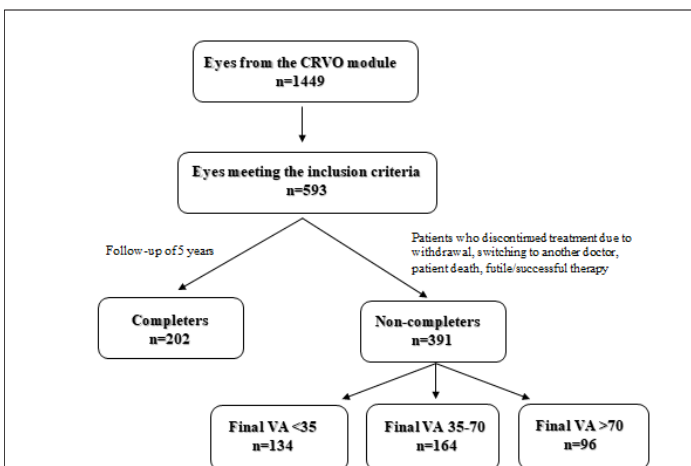 Eyes from the CRVO module
n=1449
Eyes meeting the inclusion criteria
n=593
Follow-up of 5 years
Patients who discontinued treatment due to
withdrawal, switching to another doctor,
patient death, futile/successful therapy
Completers
n=202
Non-completers
n=391
Final VA <35
n=134
Final VA 35-70
n=164
Final VA >70
n=96